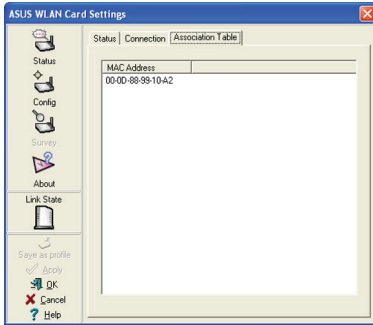 ASUS WLAN Card Settings
Status
Config
Survey
About
Link State
Save as profile
Apply
OK
Cancel
Help
Status Connection Association Table
MAC Address
00-0D-88-99-10-A2